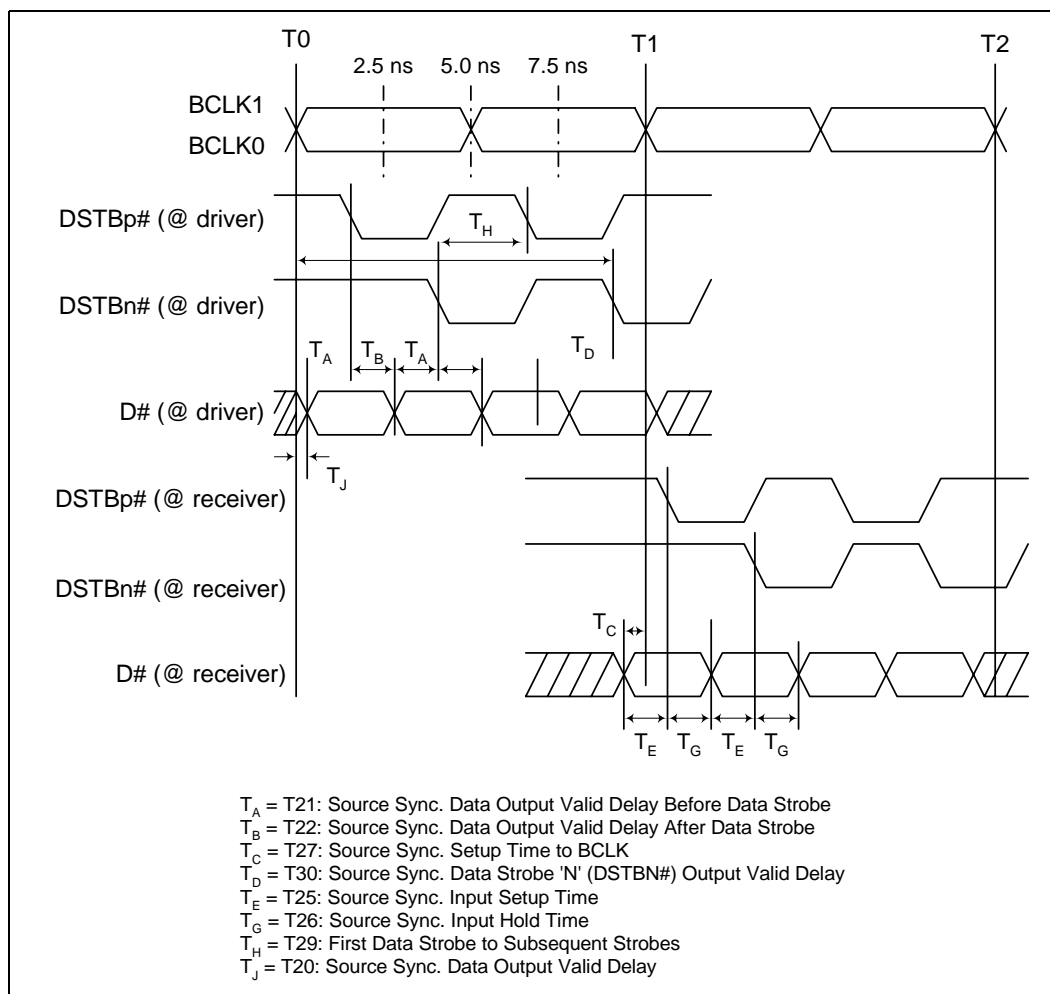 T0
T1
T2
2.5 ns
5.0 ns
7.5 ns
BCLK1
BCLK0
DSTBp# (@ driver)
TH
DSTBn# (@ driver)
TA
TB
TA
TD
D# (@ driver)
TJ
DSTBp# (@ receiver)
DSTBn# (@ receiver)
TC
D# (@ receiver)
TE
TG
TE
TG
TA = T21: Source Sync. Data Output Valid Delay Before Data Strobe
TB = T22: Source Sync. Data Output Valid Delay After Data Strobe
TC = T27: Source Sync. Setup Time to BCLK
TD = T30: Source Sync. Data Strobe 'N' (DSTBN#) Output Valid Delay
TE = T25: Source Sync. Input Setup Time
TG = T26: Source Sync. Input Hold Time
TH = T29: First Data Strobe to Subsequent Strobes
TJ = T20: Source Sync. Data Output Valid Delay